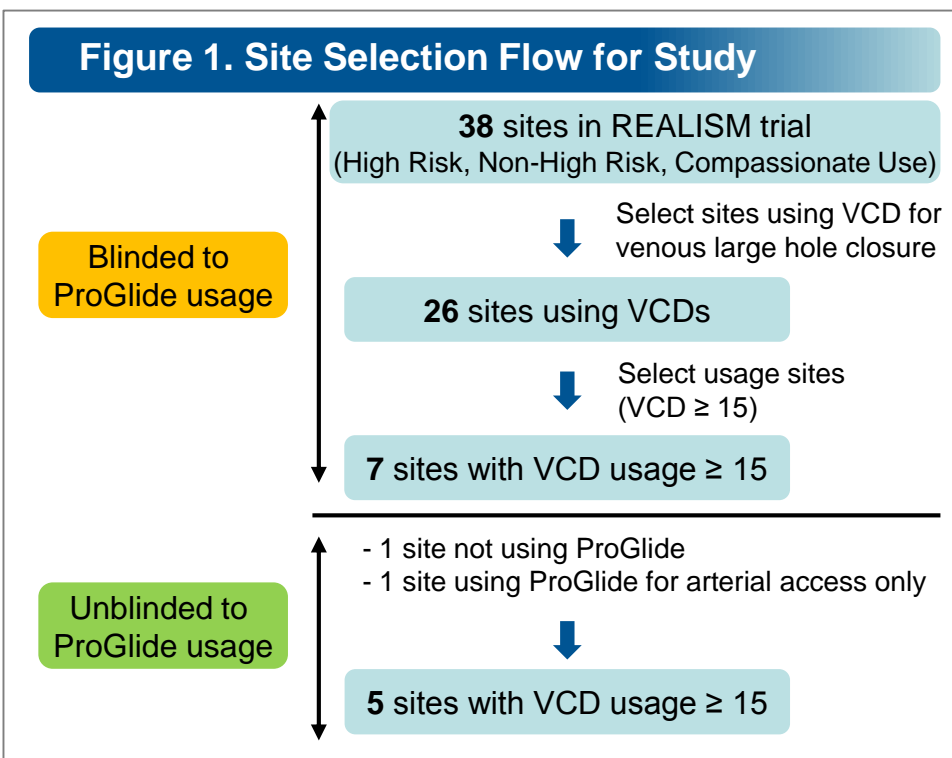 Figure 1. Site Selection Flow for Study
38 sites in REALISM trial
(High Risk, Non-High Risk, Compassionate Use)
Select sites using VCD for
venous large hole closure
Blinded to
ProGlide usage
26 sites using VCDs
Select usage sites
(VCD ≥ 15)
7 sites with VCD usage ≥ 15
- 1 site not using ProGlide
- 1 site using ProGlide for arterial access only
Unblinded to
ProGlide usage
5 sites with VCD usage ≥ 15